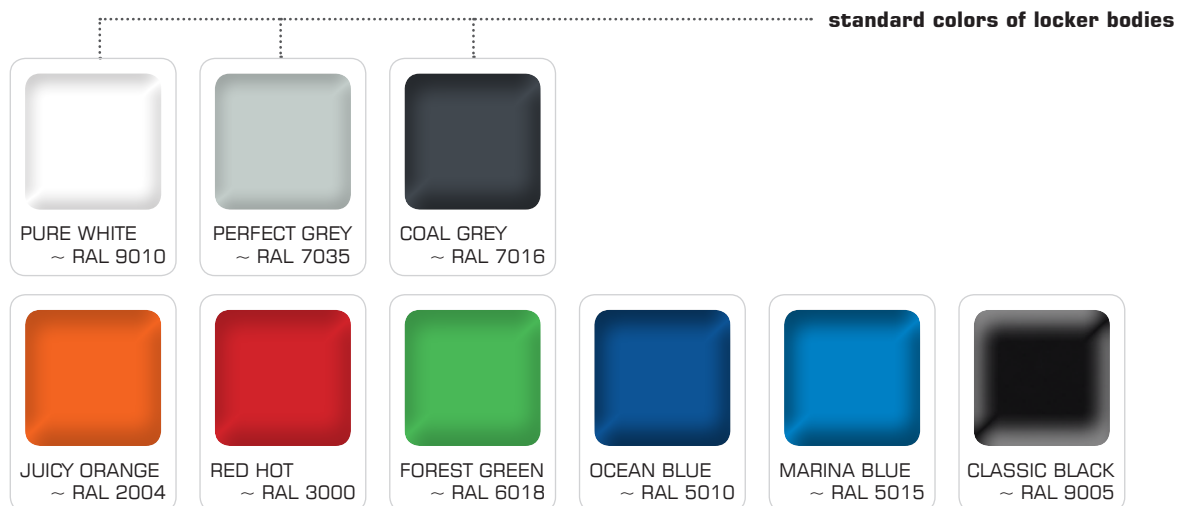 standard colors of locker bodies
PURE WHITE
~ RAL 9010
PERFECT GREY
~ RAL 7035
COAL GREY
~ RAL 7016
JUICY ORANGE
~ RAL 2004
RED HOT
~ RAL 3000
FOREST GREEN
~ RAL 6018
OCEAN BLUE
~ RAL 5010
MARINA BLUE
~ RAL 5015
CLASSIC BLACK
~ RAL 9005